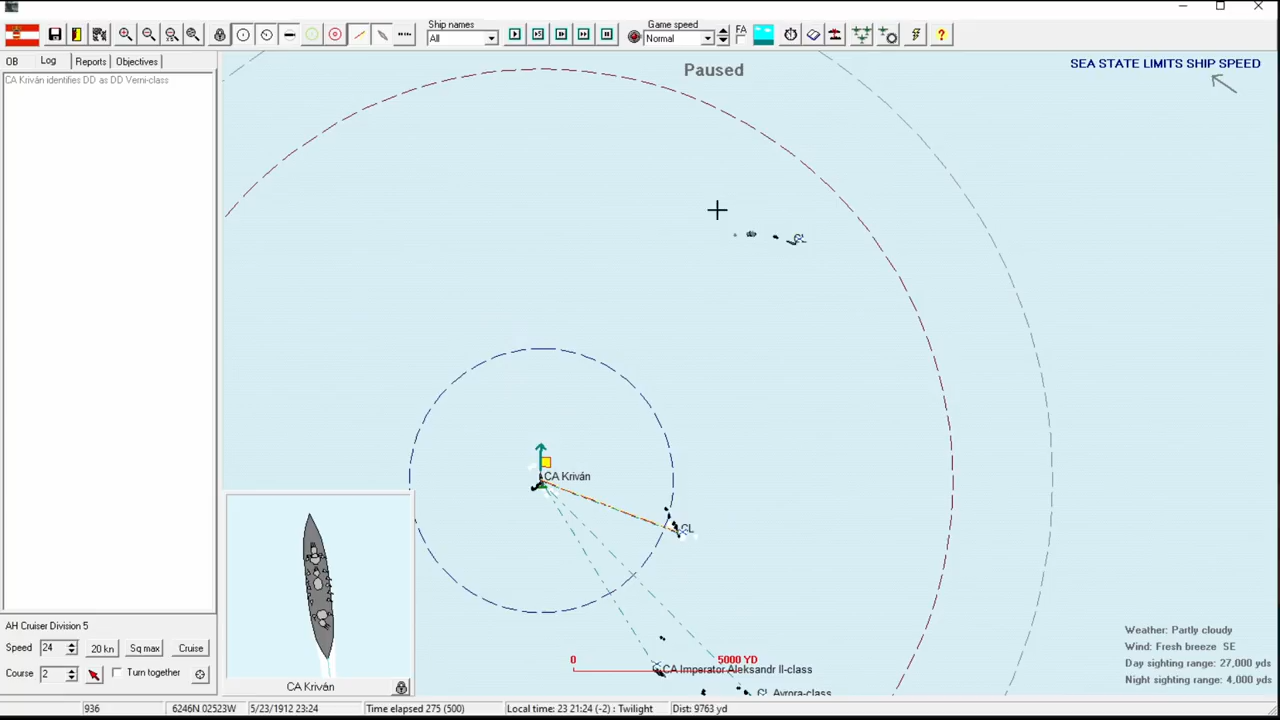 Ship names
Game speed
All
Normal
FA
OB
Log
Reports
Objectives
CA Kriván identifies DD as DD Verni-class
Paused
SEA STATE LIMITS SHIP SPEED
CL
CA Kriván
CL
0
5000 YD
CA Imperator Aleksandr II-class
CL Avrora-class
Weather: Partly cloudy
Wind: Fresh breeze SE
Day sighting range: 27,000 yds
Night sighting range: 4,000 yds
AH Cruiser Division 5
Speed
24
20 kn
Sq max
Cruise
Course
2
Turn together
CA Kriván
936
6246N 02523W
5/23/1912 23:24
Time elapsed 275 (500)
Local time: 23 21:24 (-2) : Twilight
Dist: 9763 yd